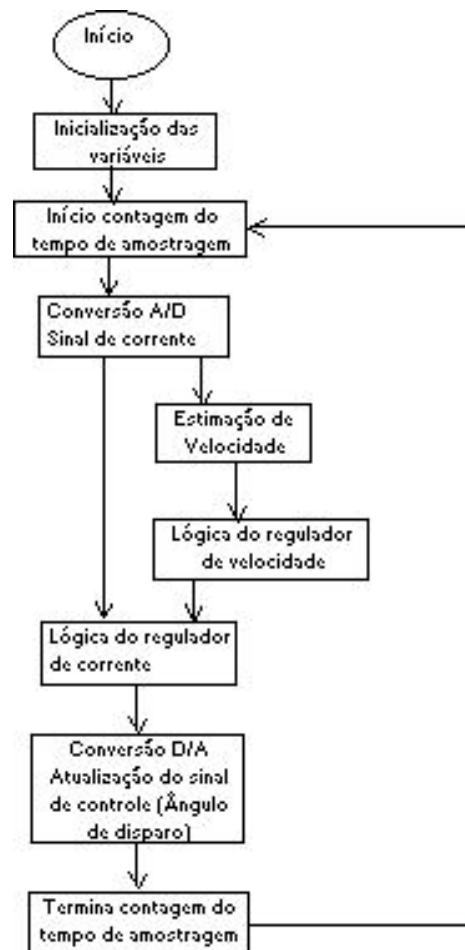 Início
Inicialização das
variáveis
Início contagem do
tempo de amostragem
Conversão A/D
Sinal de corrente
Estimação de
Velocidade
Lógica do regulador
de velocidade
Lógica do regulador
de corrente
Conversão D/A
Atualização do sinal
de controle (Ângulo
de disparo)
Termina contagem do
tempo de amostragem